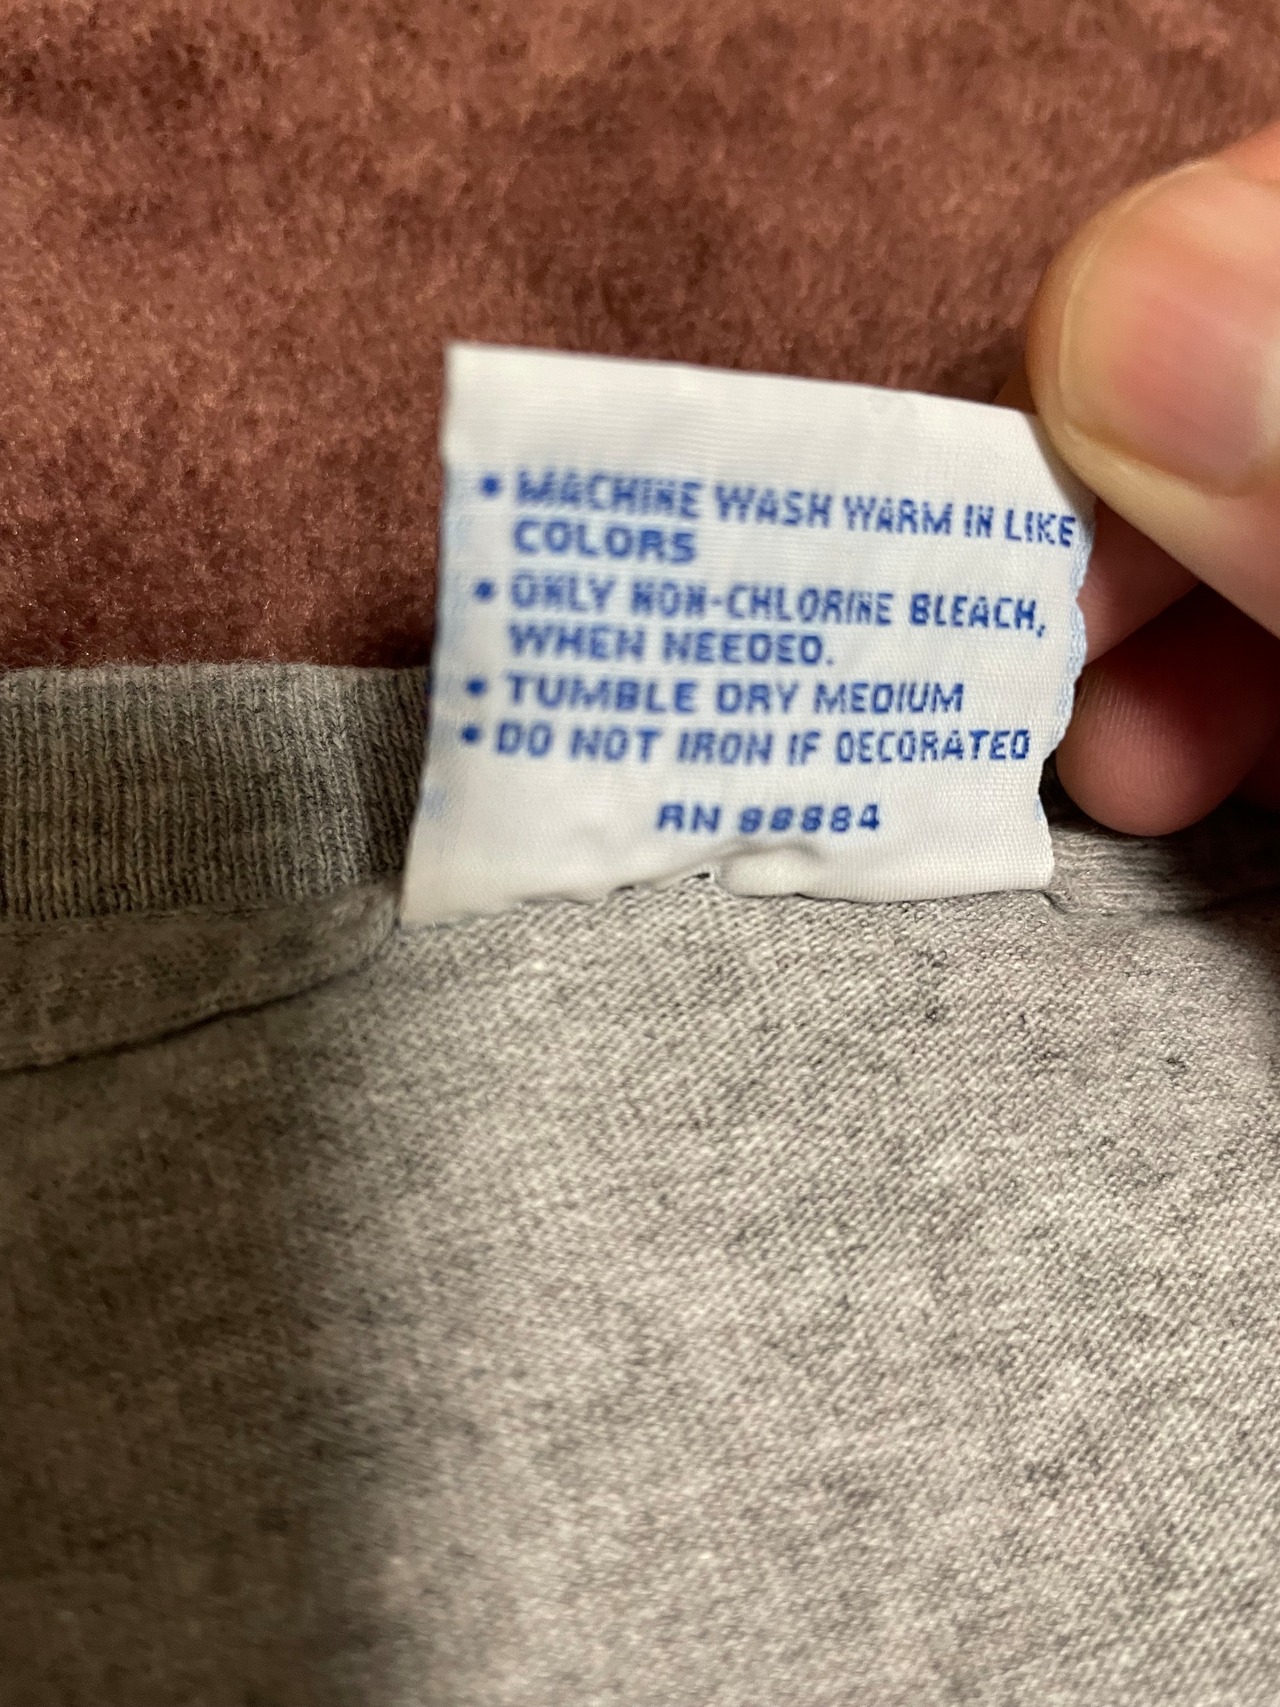 • MACHINE WASH WARM IN LIKE
COLORS
• ONLY NON-CHLORINE BLEACH,
WHEN NEEDED.
• TUMBLE DRY MEDIUM
• DO NOT IRON IF DECORATED
RN